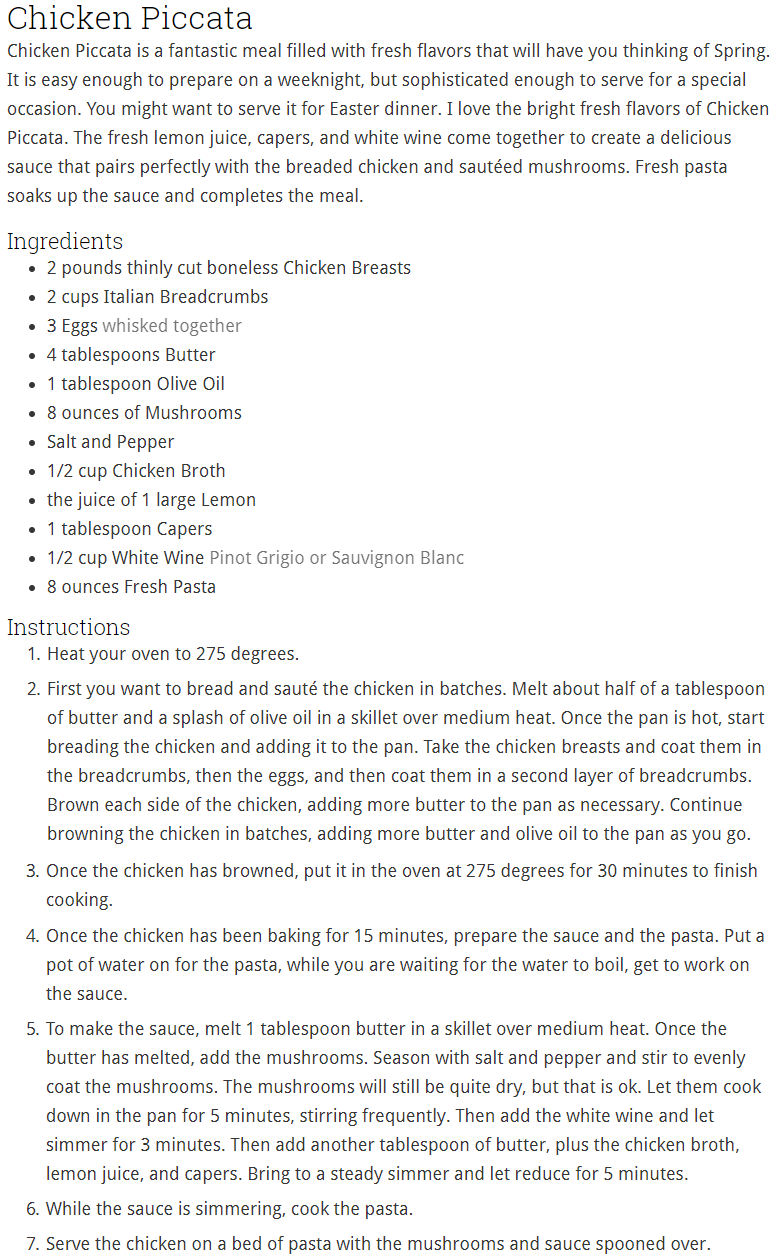 Chicken Piccata
Chicken Piccata is a fantastic meal filled with fresh flavors that will have you thinking of Spring.
It is easy enough to prepare on a weeknight, but sophisticated enough to serve for a special
occasion. You might want to serve it for Easter dinner. I love the bright fresh flavors of Chicken
Piccata. The fresh lemon juice, capers, and white wine come together to create a delicious
sauce that pairs perfectly with the breaded chicken and sautéed mushrooms. Fresh pasta
soaks up the sauce and completes the meal.
Ingredients
• 2 pounds thinly cut boneless Chicken Breasts
• 2 cups Italian Breadcrumbs
• 3 Eggs whisked together
• 4 tablespoons Butter
• 1 tablespoon Olive Oil
• 8 ounces of Mushrooms
• Salt and Pepper
• 1/2 cup Chicken Broth
• the juice of 1 large Lemon
• 1 tablespoon Capers
• 1/2 cup White Wine Pinot Grigio or Sauvignon Blanc
• 8 ounces Fresh Pasta
Instructions
1. Heat your oven to 275 degrees.
2. First you want to bread and sauté the chicken in batches. Melt about half of a tablespoon
of butter and a splash of olive oil in a skillet over medium heat. Once the pan is hot, start
breading the chicken and adding it to the pan. Take the chicken breasts and coat them in
the breadcrumbs, then the eggs, and then coat them in a second layer of breadcrumbs.
Brown each side of the chicken, adding more butter to the pan as necessary. Continue
browning the chicken in batches, adding more butter and olive oil to the pan as you go.
3. Once the chicken has browned, put it in the oven at 275 degrees for 30 minutes to finish
cooking.
4. Once the chicken has been baking for 15 minutes, prepare the sauce and the pasta. Put a
pot of water on for the pasta, while you are waiting for the water to boil, get to work on
the sauce.
5. To make the sauce, melt 1 tablespoon butter in a skillet over medium heat. Once the
butter has melted, add the mushrooms. Season with salt and pepper and stir to evenly
coat the mushrooms. The mushrooms will still be quite dry, but that is ok. Let them cook
down in the pan for 5 minutes, stirring frequently. Then add the white wine and let
simmer for 3 minutes. Then add another tablespoon of butter, plus the chicken broth,
lemon juice, and capers. Bring to a steady simmer and let reduce for 5 minutes.
6. While the sauce is simmering, cook the pasta.
7. Serve the chicken on a bed of pasta with the mushrooms and sauce spooned over.